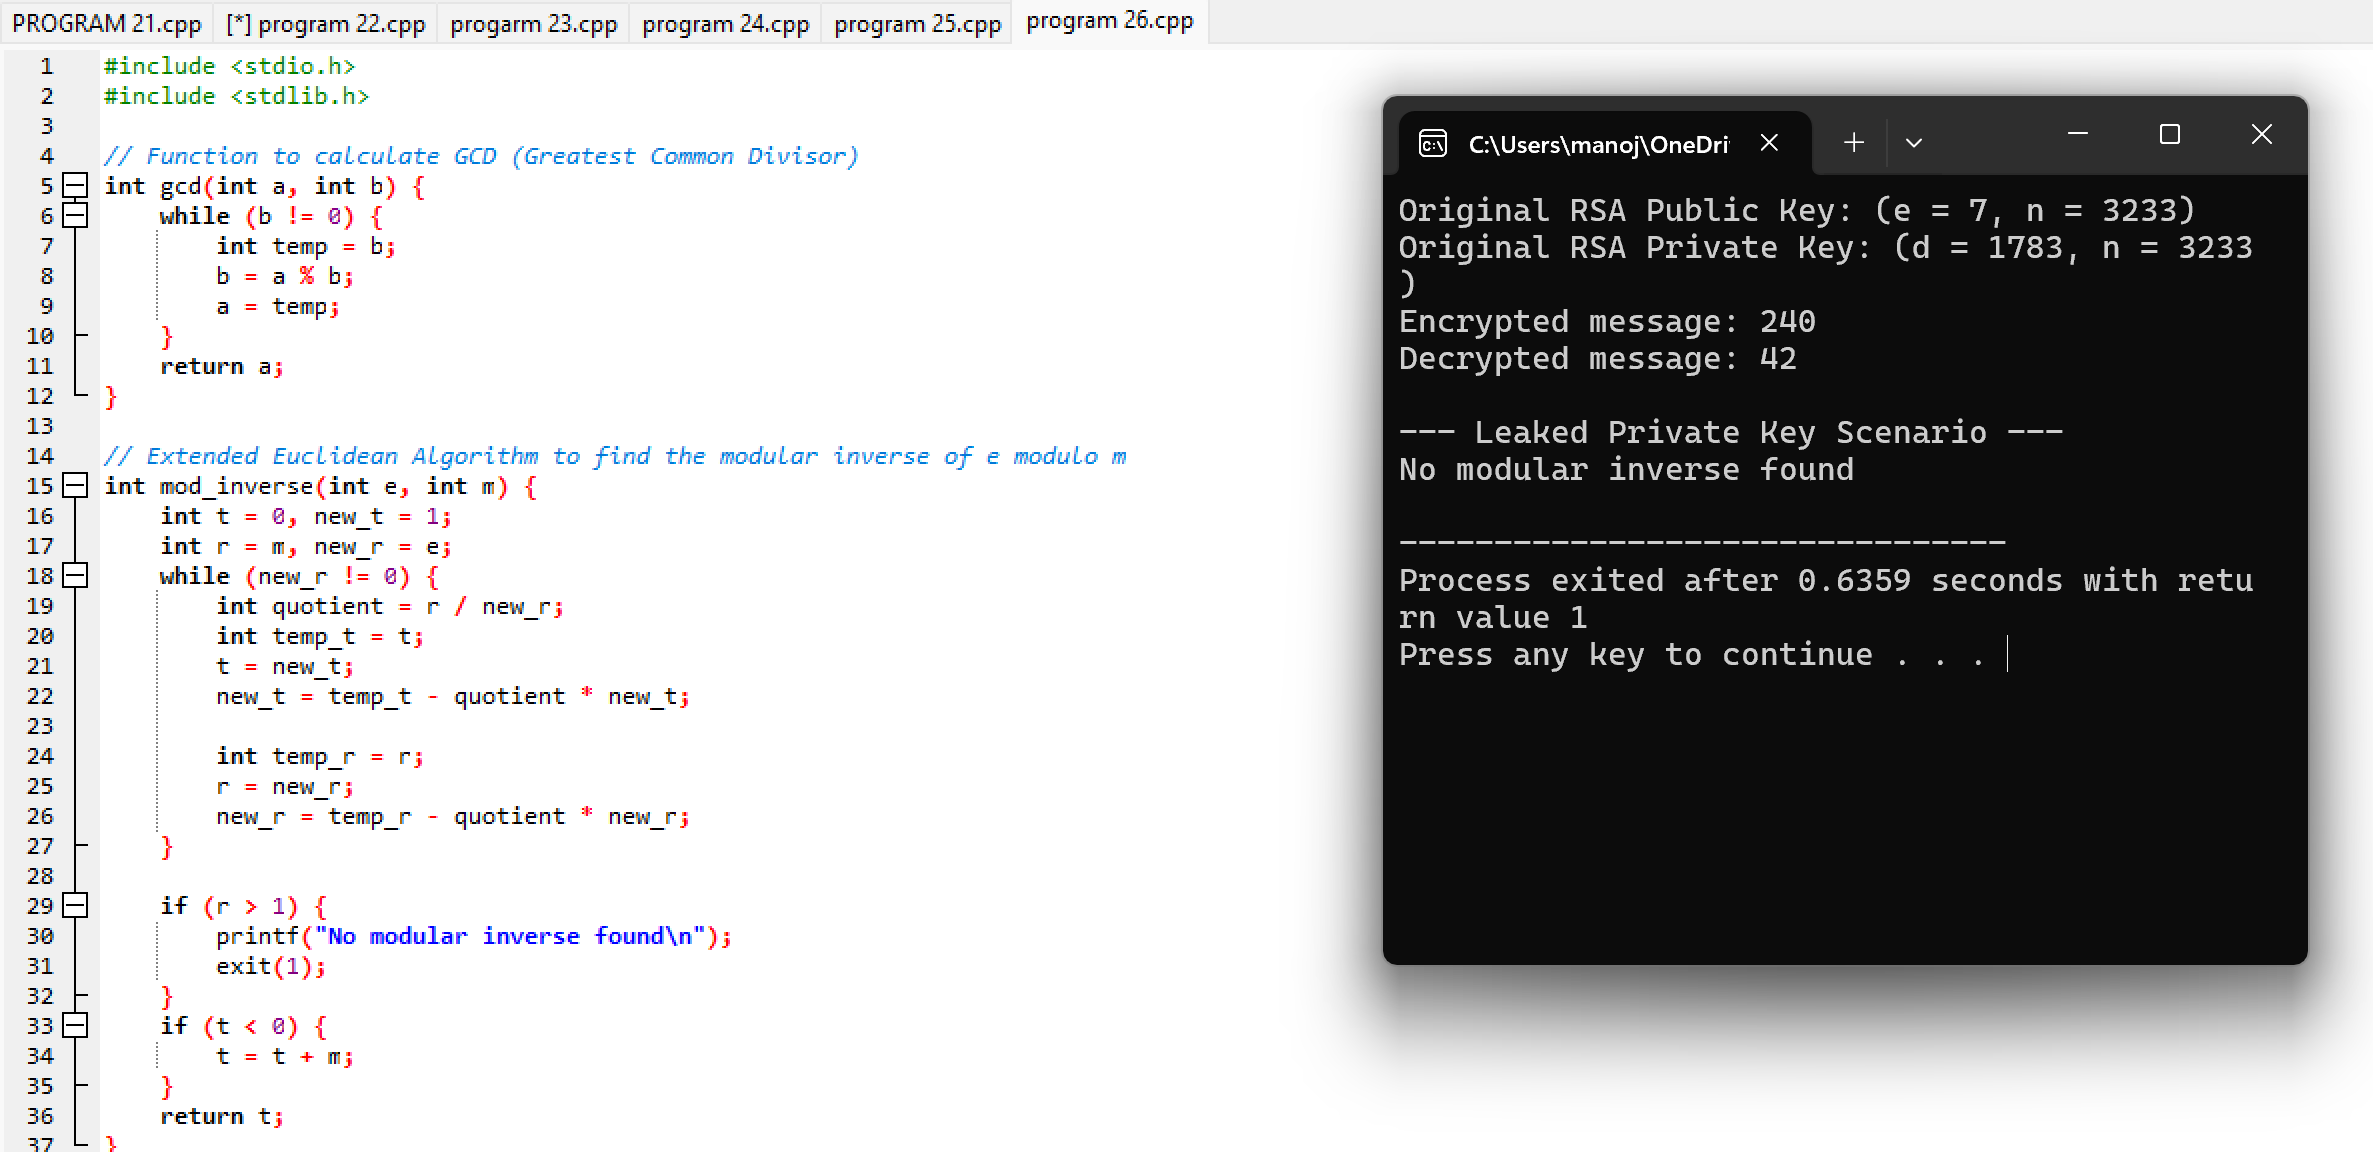 PROGRAM 21.cpp [*] program 22.cpp progarm 23.cpp program 24.cpp program 25.cpp program 26.cpp
1 #include <stdio.h>
2 #include <stdlib.h>
3
4 // Function to calculate GCD (Greatest Common Divisor)
5 int gcd(int a, int b) {
6 while (b != 0) {
7 int temp = b;
8 b = a % b;
9 a = temp;
10 }
11 return a;
12 }
13
14 // Extended Euclidean Algorithm to find the modular inverse of e modulo m
15 int mod_inverse(int e, int m) {
16 int t = 0, new_t = 1;
17 int r = m, new_r = e;
18 while (new_r != 0) {
19 int quotient = r / new_r;
20 int temp_t = t;
21 t = new_t;
22 new_t = temp_t - quotient * new_t;
23
24 int temp_r = r;
25 r = new_r;
26 new_r = temp_r - quotient * new_r;
27 }
28
29 if (r > 1) {
30 printf("No modular inverse found\n");
31 exit(1);
32 }
33 if (t < 0) {
34 t = t + m;
35 }
36 return t;
37 }
C:\Users\manoj\OneDri
Original RSA Public Key: (e = 7, n = 3233)
Original RSA Private Key: (d = 1783, n = 3233
)
Encrypted message: 240
Decrypted message: 42
--- Leaked Private Key Scenario ---
No modular inverse found
--------------------------------
Process exited after 0.6359 seconds with retu
rn value 1
Press any key to continue . . .